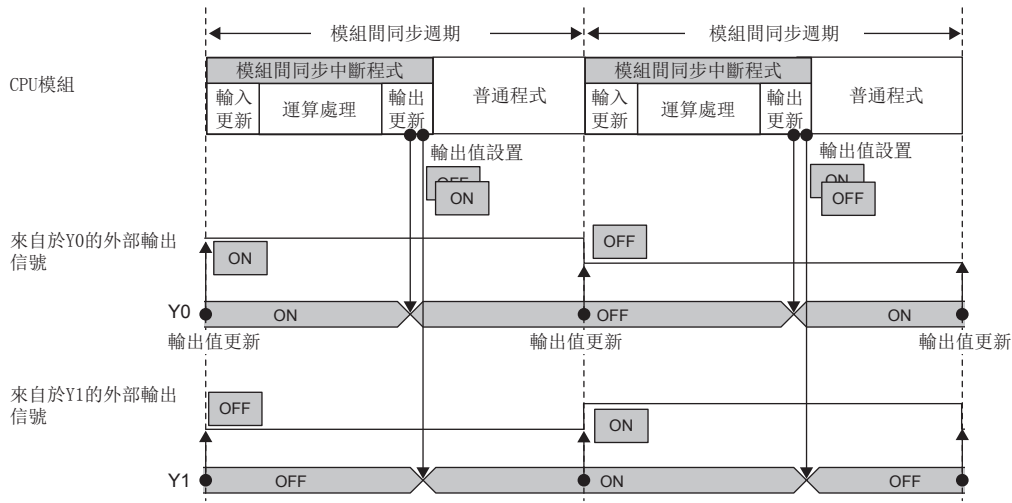 模組間同步週期 模組間同步週期
CPU模組
模組間同步中斷程式 模組間同步中斷程式
輸入更新 運算處理 輸出更新 普通程式 輸入更新 運算處理 輸出更新 普通程式
輸出值設置 輸出值設置
OFF ON
ON OFF
來自於Y0的外部輸出
信號
ON OFF
Y0 ON OFF ON
輸出值更新 輸出值更新 輸出值更新
來自於Y1的外部輸出
信號
OFF ON
Y1 OFF ON OFF